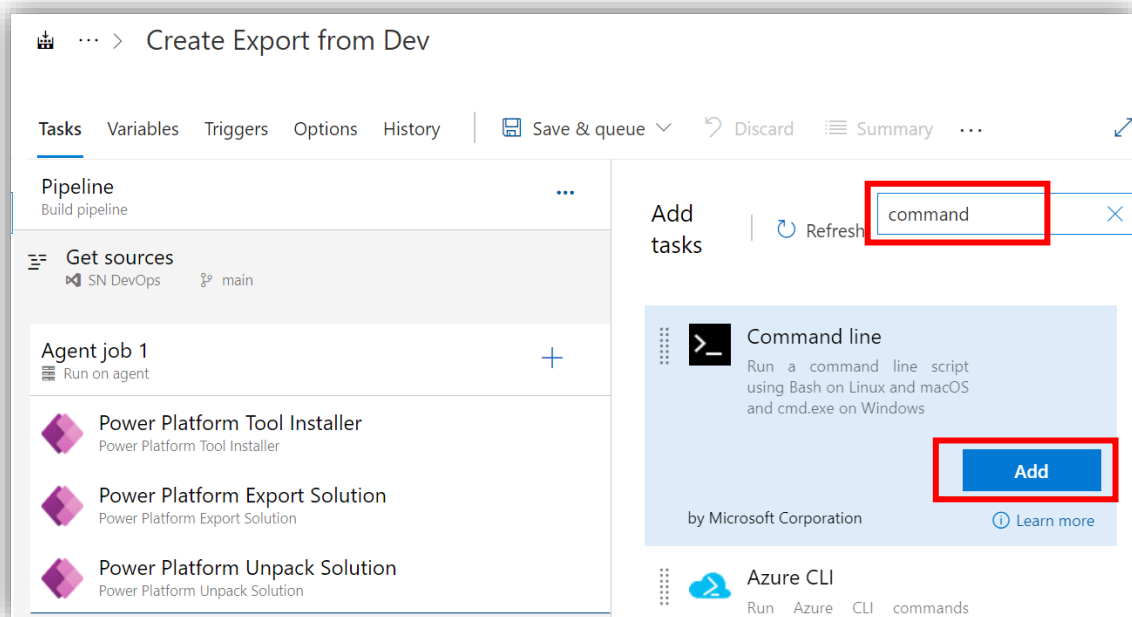 ··· > Create Export from Dev
Tasks Variables Triggers Options History Save & queue Discard Summary ...
Pipeline ...
Build pipeline
Get sources
SN DevOps main
Agent job 1 +
Run on agent
Power Platform Tool Installer
Power Platform Tool Installer
Power Platform Export Solution
Power Platform Export Solution
Power Platform Unpack Solution
Power Platform Unpack Solution
Add
tasks
Refresh
command
Command line
Run a command line script
using Bash on Linux and macOS
and cmd.exe on Windows
Add
by Microsoft Corporation Learn more
Azure CLI
Run Azure CLI commands